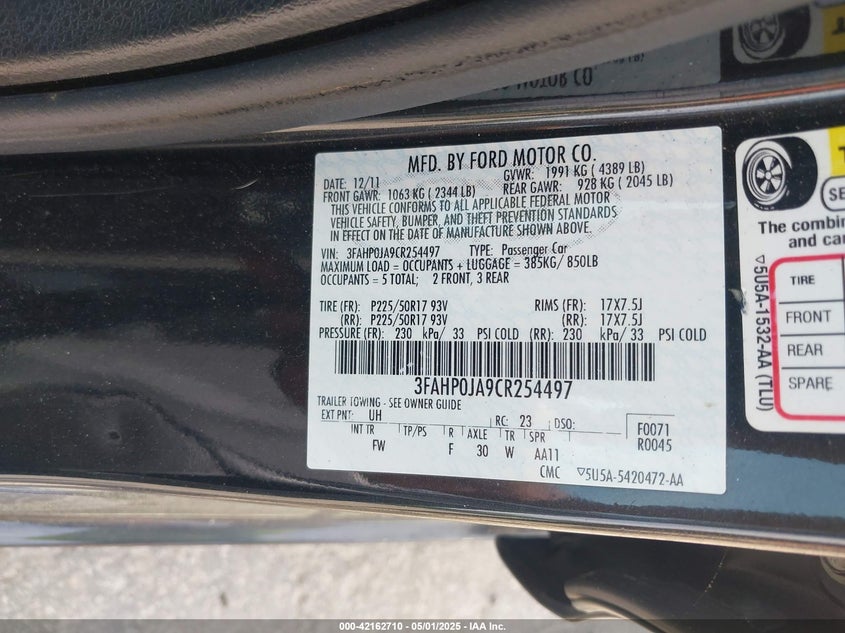 MOTOR CO
MFD. BY FORD MOTOR CO.
DATE: 12/11 GVWR: 1991 KG ( 4389 LB)
FRONT GAWR: 1063 KG ( 2344 LB) REAR GAWR: 928 KG ( 2045 LB)
THIS VEHICLE CONFORMS TO ALL APPLICABLE FEDERAL MOTOR
VEHICLE SAFETY, BUMPER, AND THEFT PREVENTION STANDARDS
IN EFFECT ON THE DATE OF MANUFACTURE SHOWN ABOVE.
VIN: 3FAHP0JA9CR254497 TYPE: Passenger Car
MAXIMUM LOAD = OCCUPANTS + LUGGAGE = 385KG/ 850LB
OCCUPANTS = 5 TOTAL; 2 FRONT, 3 REAR
TIRE (FR): P225/50R17 93V RIMS (FR): 17X7.5J
(RR): P225/50R17 93V (RR): 17X7.5J
PRESSURE (FR): 230 kPa/ 33 PSI COLD (RR): 230 kPa/ 33 PSI COLD
3FAHP0JA9CR254497
TRAILER TOWING - SEE OWNER GUIDE
EXT PNT: UH RC: 23 DSO: F0071
INT TR TP/PS R AXLE TR SPR R0045
FW F 30 W AA11
CMC ▽5U5A-5420472-AA
The combin
and ca
▽5U5A-1532-AA (TLU)
TIRE
FRONT
REAR
SPARE
000-42162710 - 05/01/2025 - IAA Inc.